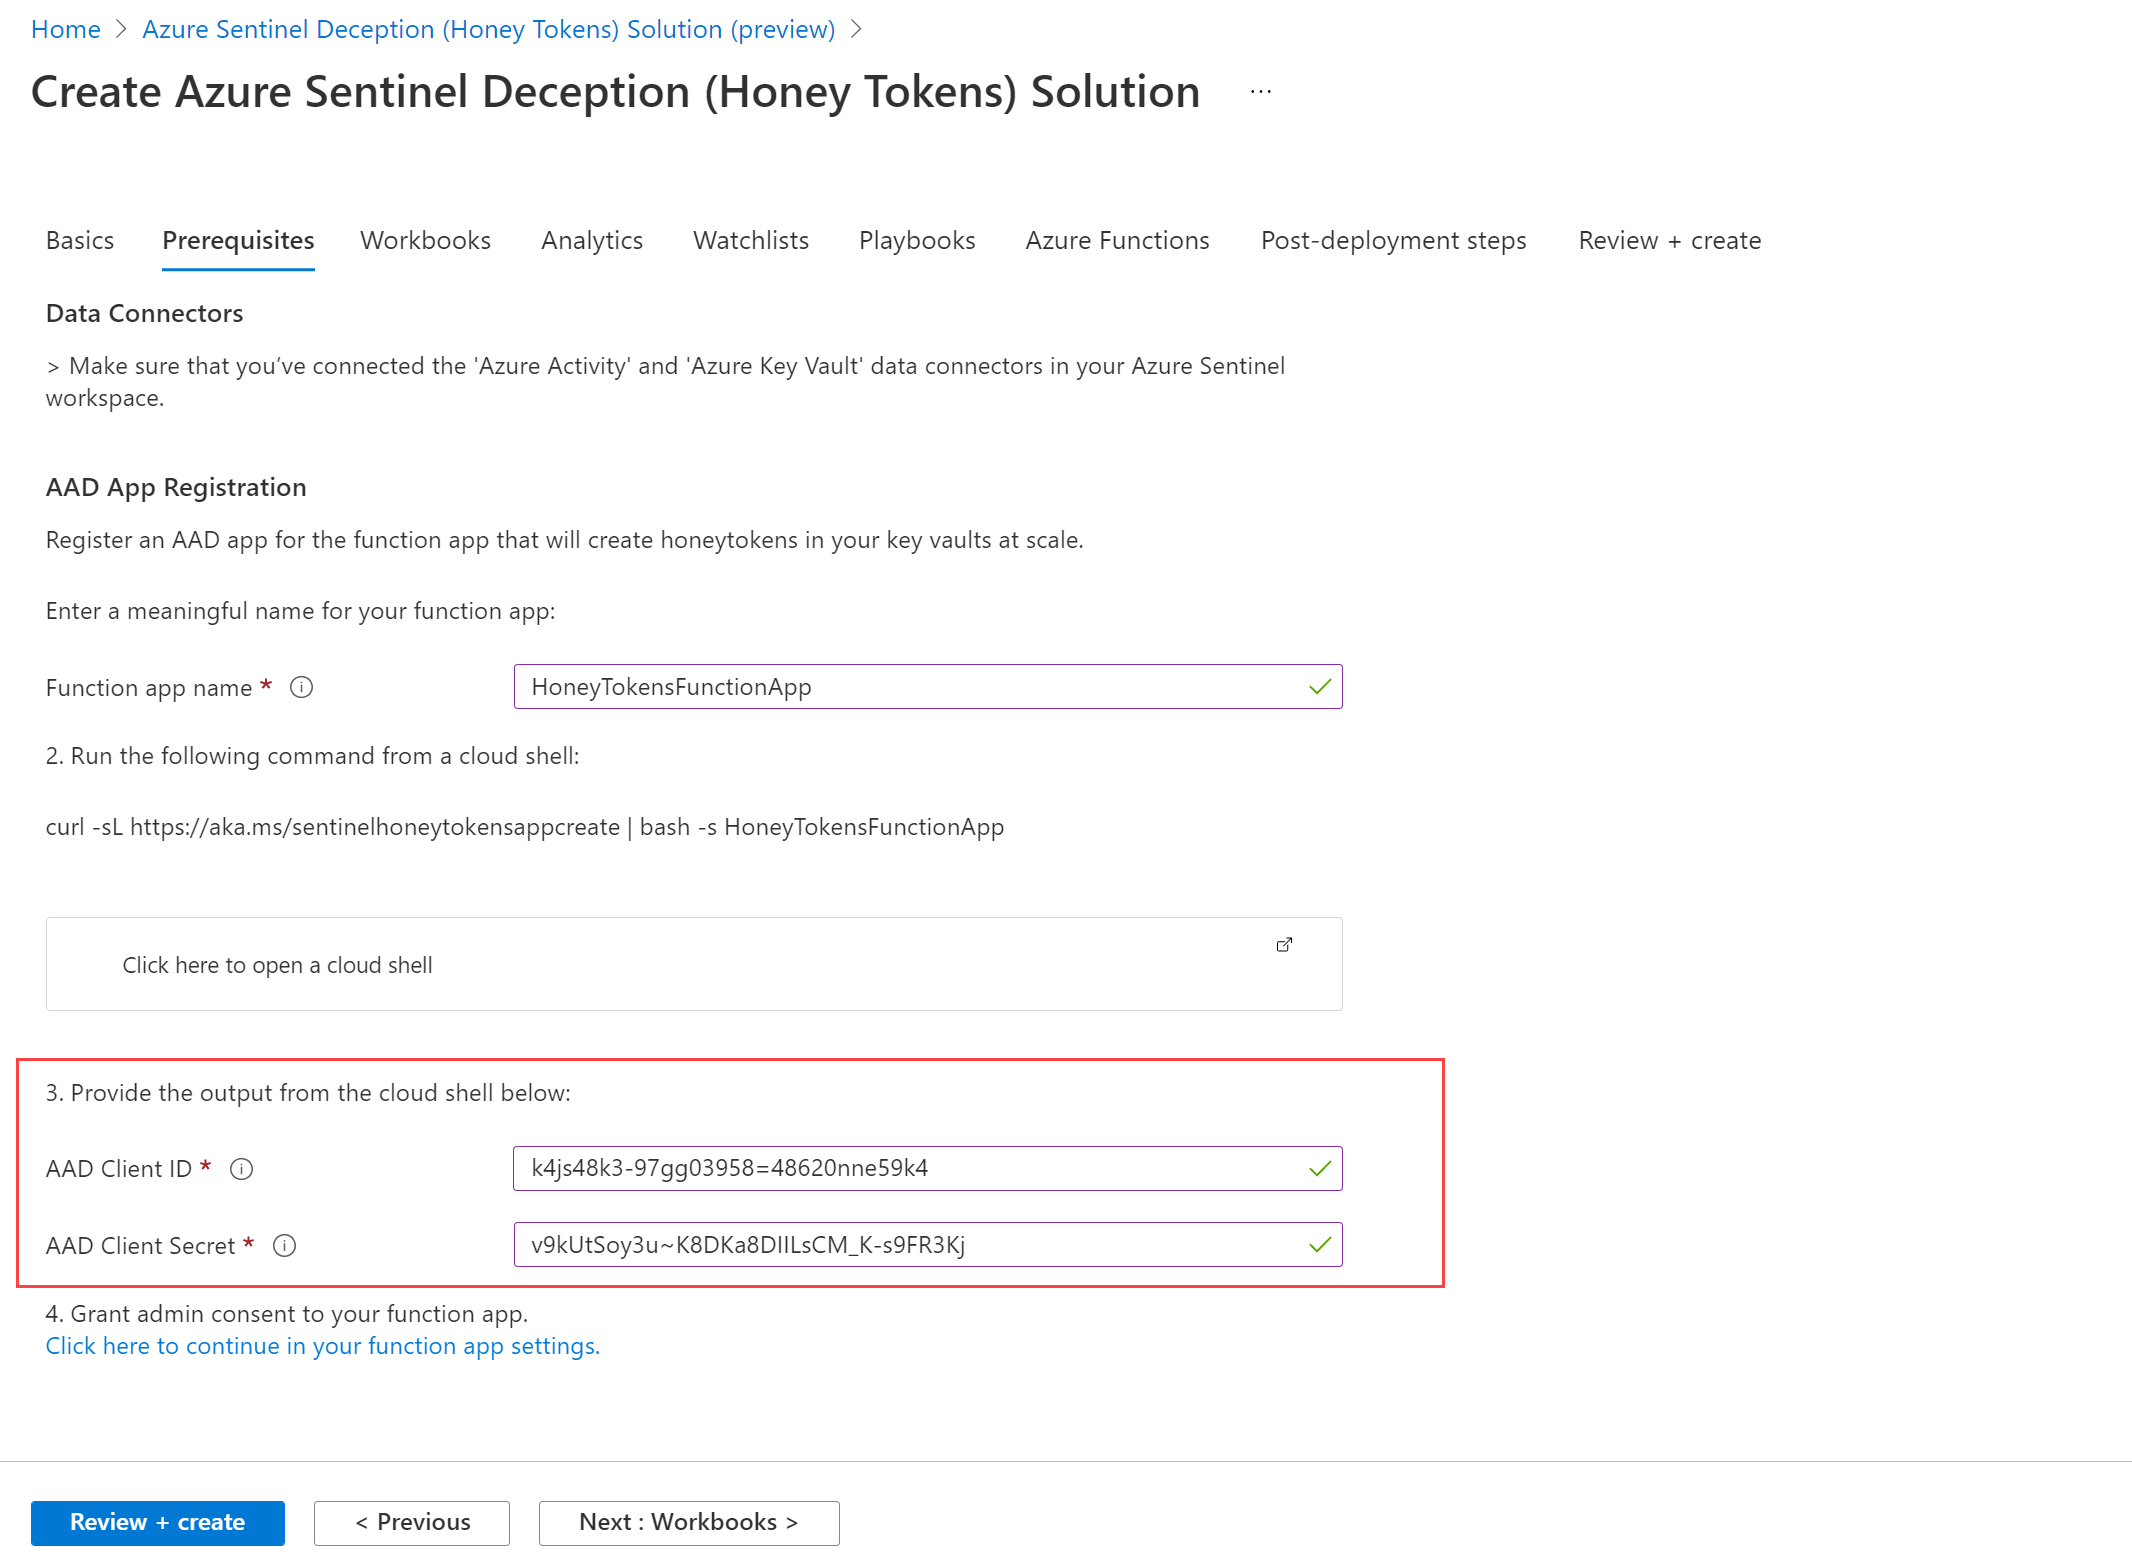 Home > Azure Sentinel Deception (Honey Tokens) Solution (preview) >
Create Azure Sentinel Deception (Honey Tokens) Solution ...
Basics Prerequisites Workbooks Analytics Watchlists Playbooks Azure Functions Post-deployment steps Review + create
Data Connectors
> Make sure that you’ve connected the 'Azure Activity' and 'Azure Key Vault' data connectors in your Azure Sentinel
workspace.
AAD App Registration
Register an AAD app for the function app that will create honeytokens in your key vaults at scale.
Enter a meaningful name for your function app:
Function app name * HoneyTokensFunctionApp
2. Run the following command from a cloud shell:
curl -sL https://aka.ms/sentinelhoneytokensappcreate | bash -s HoneyTokensFunctionApp
Click here to open a cloud shell
3. Provide the output from the cloud shell below:
AAD Client ID * k4js48k3-97gg03958=48620nne59k4
AAD Client Secret * v9kUtSoy3u~K8DKa8DIILsCM_K-s9FR3Kj
4. Grant admin consent to your function app.
Click here to continue in your function app settings.
Review + create < Previous Next : Workbooks >